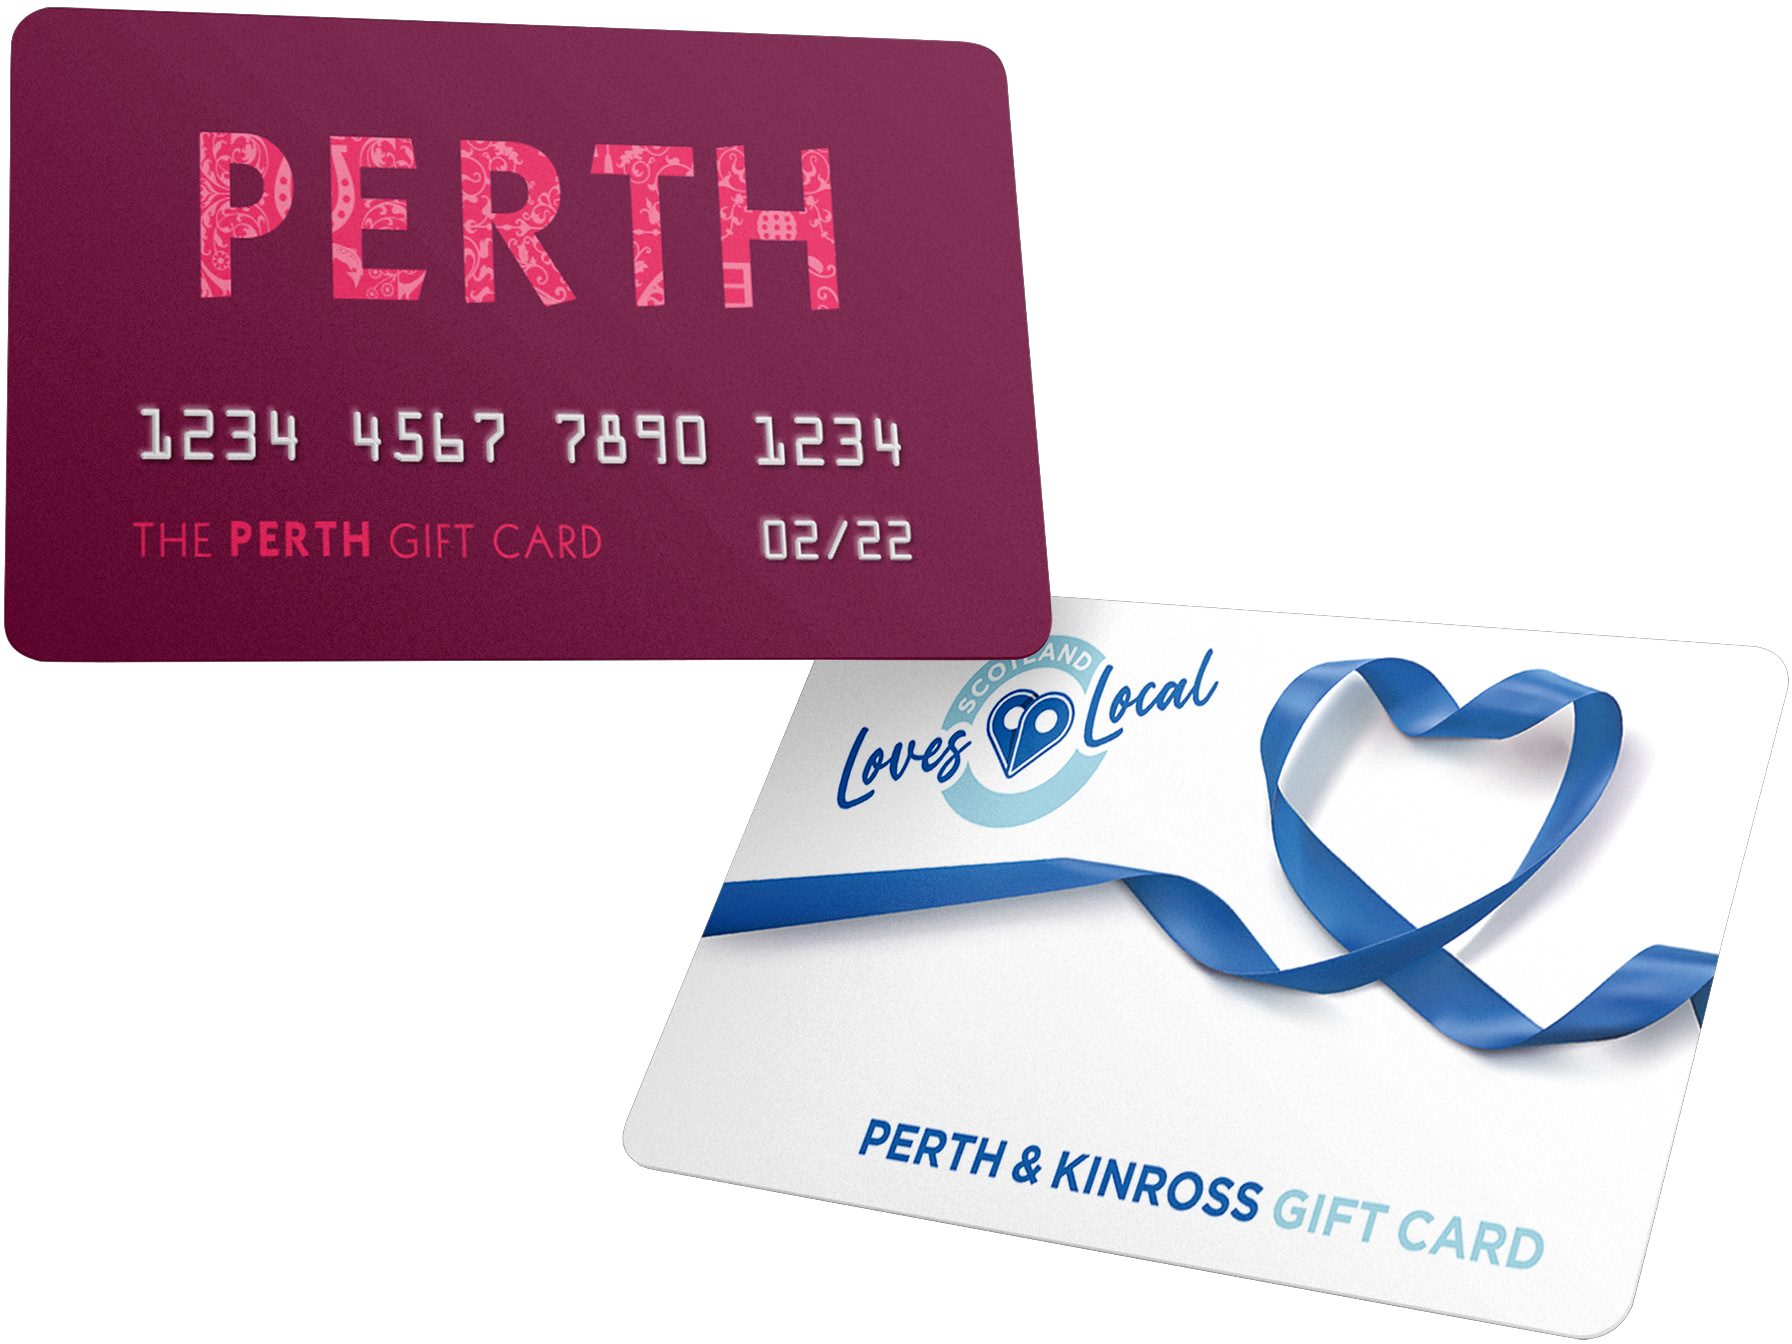 PERTH
1234 4567 7890 1234
THE PERTH GIFT CARD 02/22
SCOTLAND
Loves Local
PERTH & KINROSS GIFT CARD